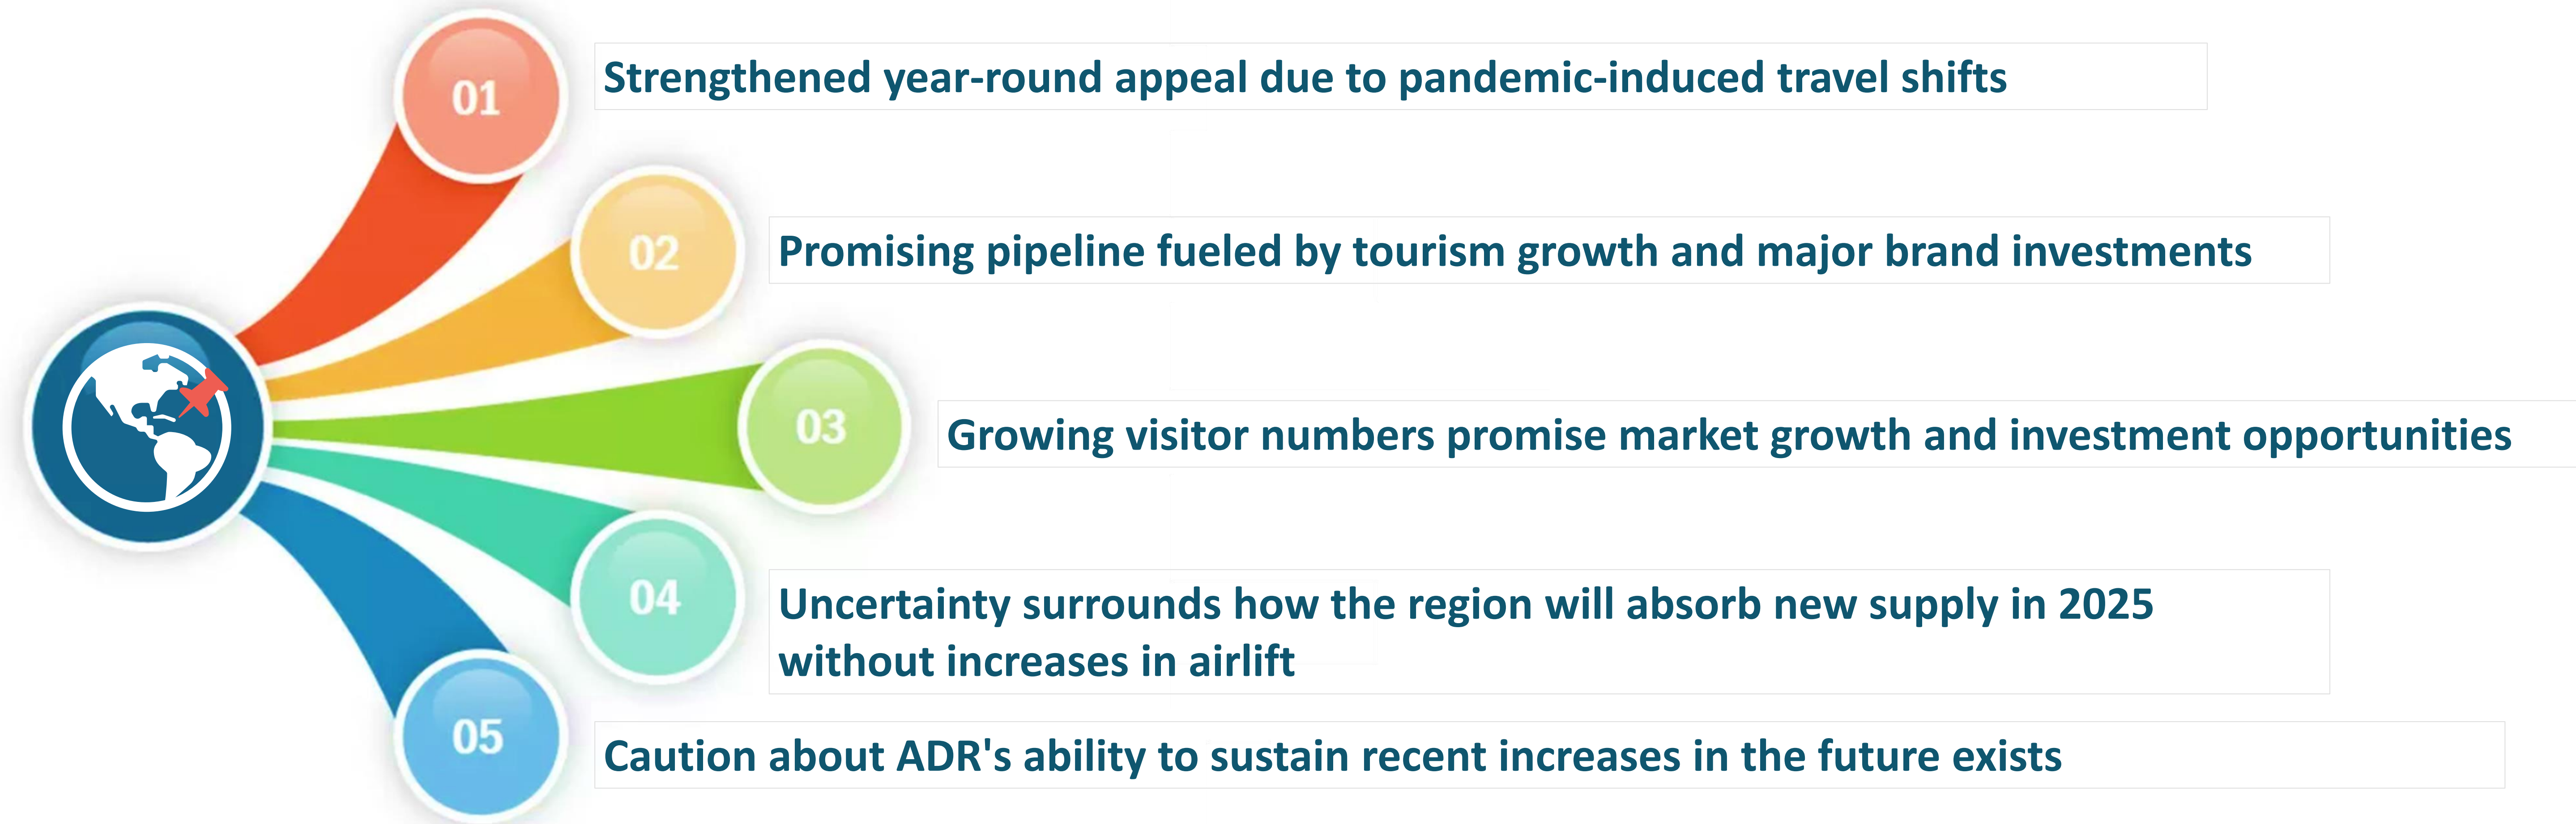 01
Strengthened year-round appeal due to pandemic-induced travel shifts
02
Promising pipeline fueled by tourism growth and major brand investments
03
Growing visitor numbers promise market growth and investment opportunities
04
Uncertainty surrounds how the region will absorb new supply in 2025
without increases in airlift
05
Caution about ADR's ability to sustain recent increases in the future exists